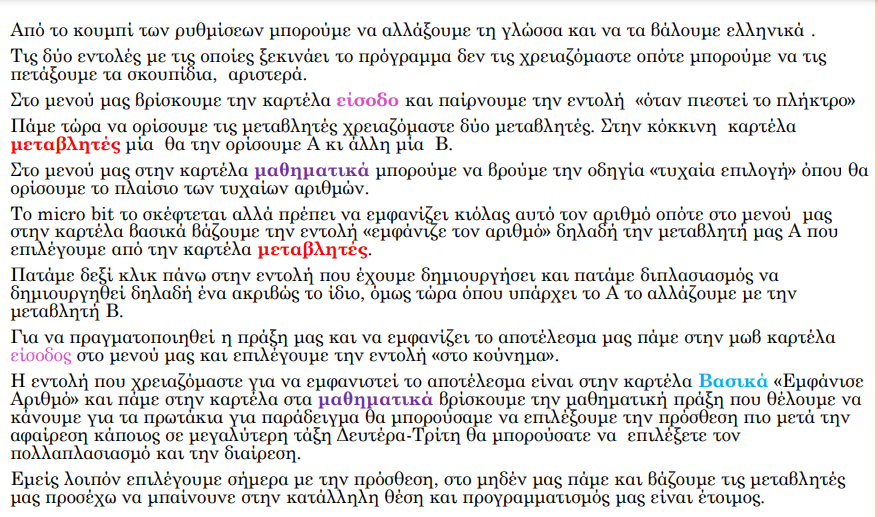 Από το κουμπί των ρυθμίσεων μπορούμε να αλλάξουμε τη γλώσσα και να τα βάλουμε ελληνικά .
Τις δύο εντολές με τις οποίες ξεκινάει το πρόγραμμα δεν τις χρειαζόμαστε οπότε μπορούμε να τις
πετάξουμε τα σκουπίδια, αριστερά.
Στο μενού μας βρίσκουμε την καρτέλα είσοδο και παίρνουμε την εντολή «όταν πιεστεί το πλήκτρο»
Πάμε τώρα να ορίσουμε τις μεταβλητές χρειαζόμαστε δύο μεταβλητές. Στην κόκκινη καρτέλα
μεταβλητές μία θα την ορίσουμε Α κι άλλη μία Β.
Στο μενού μας στην καρτέλα μαθηματικά μπορούμε να βρούμε την οδηγία «τυχαία επιλογή» όπου θα
ορίσουμε το πλαίσιο των τυχαίων αριθμών.
Το micro bit το σκέφτεται αλλά πρέπει να εμφανίζει κιόλας αυτό τον αριθμό οπότε στο μενού μας
στην καρτέλα βασικά βάζουμε την εντολή «εμφάνιζε τον αριθμό» δηλαδή την μεταβλητή μας Α που
επιλέγουμε από την καρτέλα μεταβλητές.
Πατάμε δεξί κλικ πάνω στην εντολή που έχουμε δημιουργήσει και πατάμε διπλασιασμός να
δημιουργηθεί δηλαδή ένα ακριβώς το ίδιο, όμως τώρα όπου υπάρχει το Α το αλλάζουμε με την
μεταβλητή Β.
Για να πραγματοποιηθεί η πράξη μας και να εμφανίζει το αποτέλεσμα μας πάμε στην μωβ καρτέλα
είσοδος στο μενού μας και επιλέγουμε την εντολή «στο κούνημα».
Η εντολή που χρειαζόμαστε για να εμφανιστεί το αποτέλεσμα είναι στην καρτέλα Βασικά «Εμφάνισε
Αριθμό» και πάμε στην καρτέλα στα μαθηματικά βρίσκουμε την μαθηματική πράξη που θέλουμε να
κάνουμε για τα πρωτάκια για παράδειγμα θα μπορούσαμε να επιλέξουμε την πρόσθεση πιο μετά την
αφαίρεση κάποιος σε μεγαλύτερη τάξη Δευτέρα-Τρίτη θα μπορούσατε να επιλέξετε τον
πολλαπλασιασμό και την διαίρεση.
Εμείς λοιπόν επιλέγουμε σήμερα με την πρόσθεση, στο μηδέν μας πάμε και βάζουμε τις μεταβλητές
μας προσέχω να μπαίνουνε στην κατάλληλη θέση και προγραμματισμός μας είναι έτοιμος.